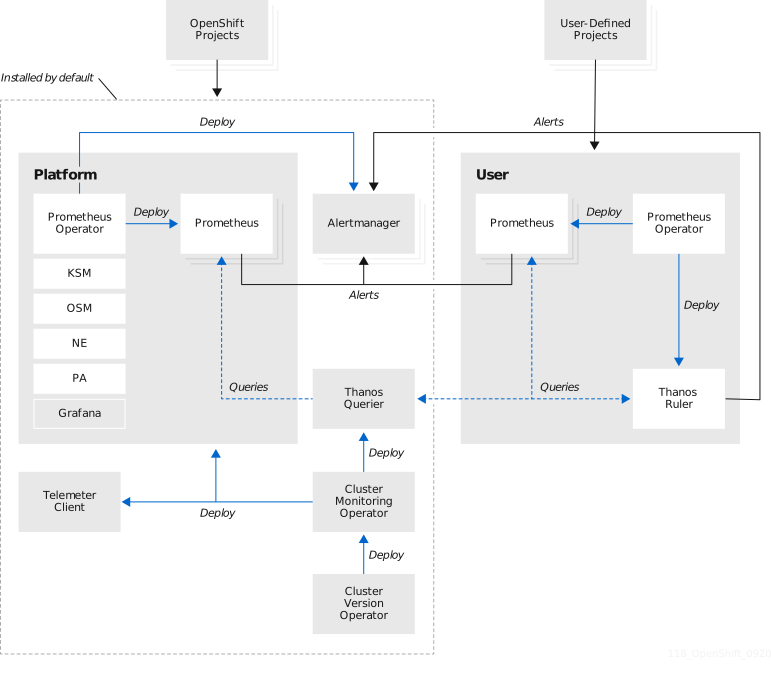 OpenShift
Projects
User-Defined
Projects
Installed by default
Deploy
Alerts
Platform
User
Prometheus
Operator
Deploy
Prometheus
Alertmanager
Prometheus
Deploy
Prometheus
Operator
KSM
OSM
NE
PA
Grafana
Alerts
Deploy
Queries
Thanos
Querier
Queries
Thanos
Ruler
Deploy
Telemeter
Client
Deploy
Cluster
Monitoring
Operator
Deploy
Cluster
Version
Operator
118_OpenShift_0920